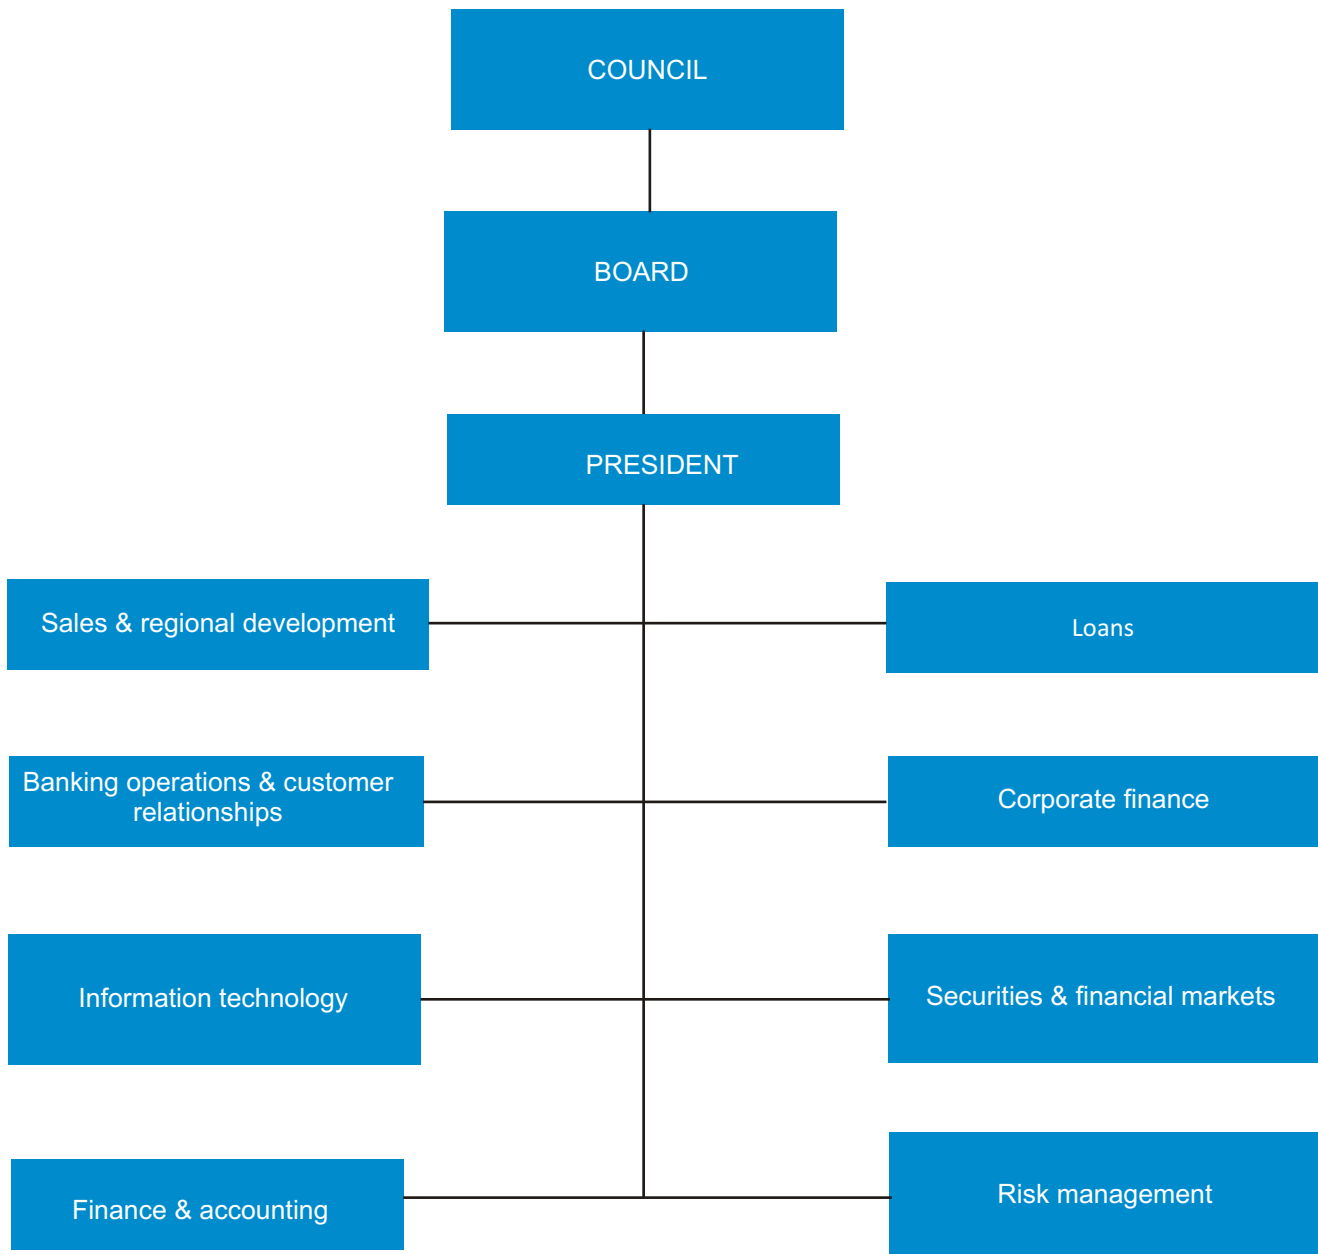 COUNCIL
BOARD
PRESIDENT
Sales & regional development
Loans
Banking operations & customer
relationships
Corporate finance
Information technology
Securities & financial markets
Finance & accounting
Risk management